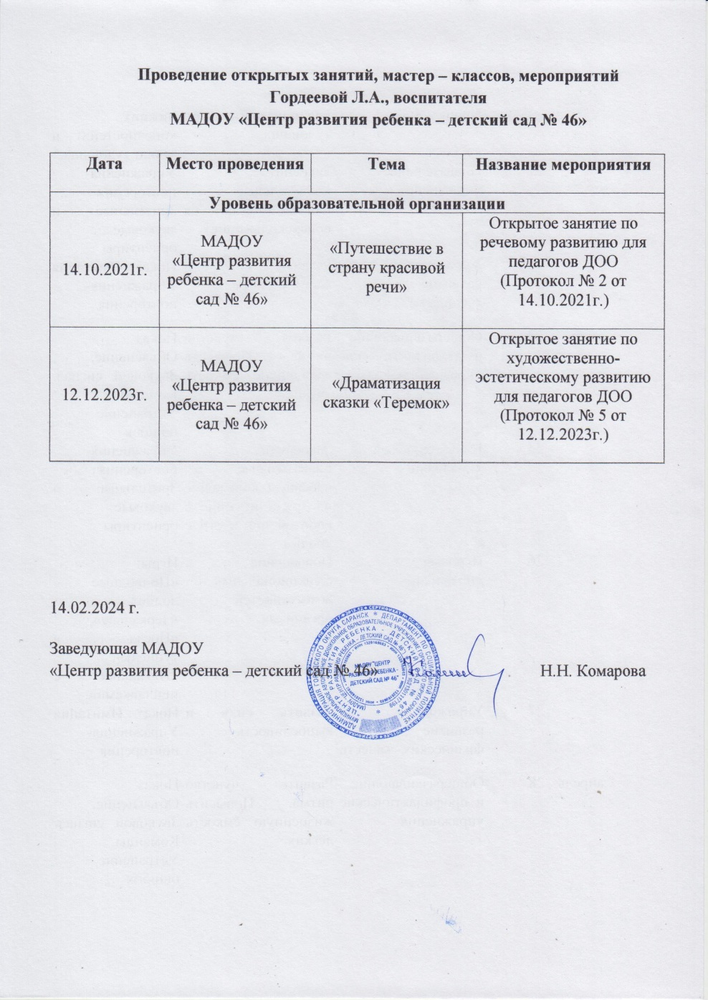 Проведение открытых занятий, мастер – классов, мероприятий
Гордеевой Л.А., воспитателя
МАДОУ «Центр развития ребенка – детский сад № 46»
Дата Место проведения Тема Название мероприятия
Уровень образовательной организации
14.10.2021г.
МАДОУ
«Центр развития
ребенка – детский
сад № 46»
«Путешествие в
страну красивой
речи»
Открытое занятие по
речевому развитию для
педагогов ДОО
(Протокол № 2 от
14.10.2021г.)
12.12.2023г.
МАДОУ
«Центр развития
ребенка – детский
сад № 46»
«Драматизация
сказки «Теремок»
Открытое занятие по
художественно-
эстетическому развитию
для педагогов ДОО
(Протокол № 5 от
12.12.2023г.)
14.02.2024 г.
Заведующая МАДОУ
«Центр развития ребенка – детский сад № 46»
Н.Н. Комарова
МАДОУ "ЦЕНТР
РАЗВИТИЯ РЕБЕНКА -
ДЕТСКИЙ САД № 46"